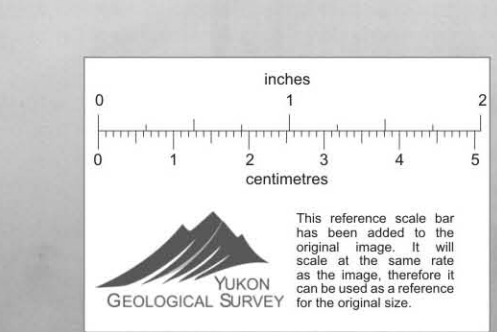 inches
0 1 2
0 1 2 3 4 5
centimetres
This reference scale bar
has been added to the
original image. It will
scale at the same rate
as the image, therefore it
can be used as a reference
for the original size.
YUKON
GEOLOGICAL SURVEY